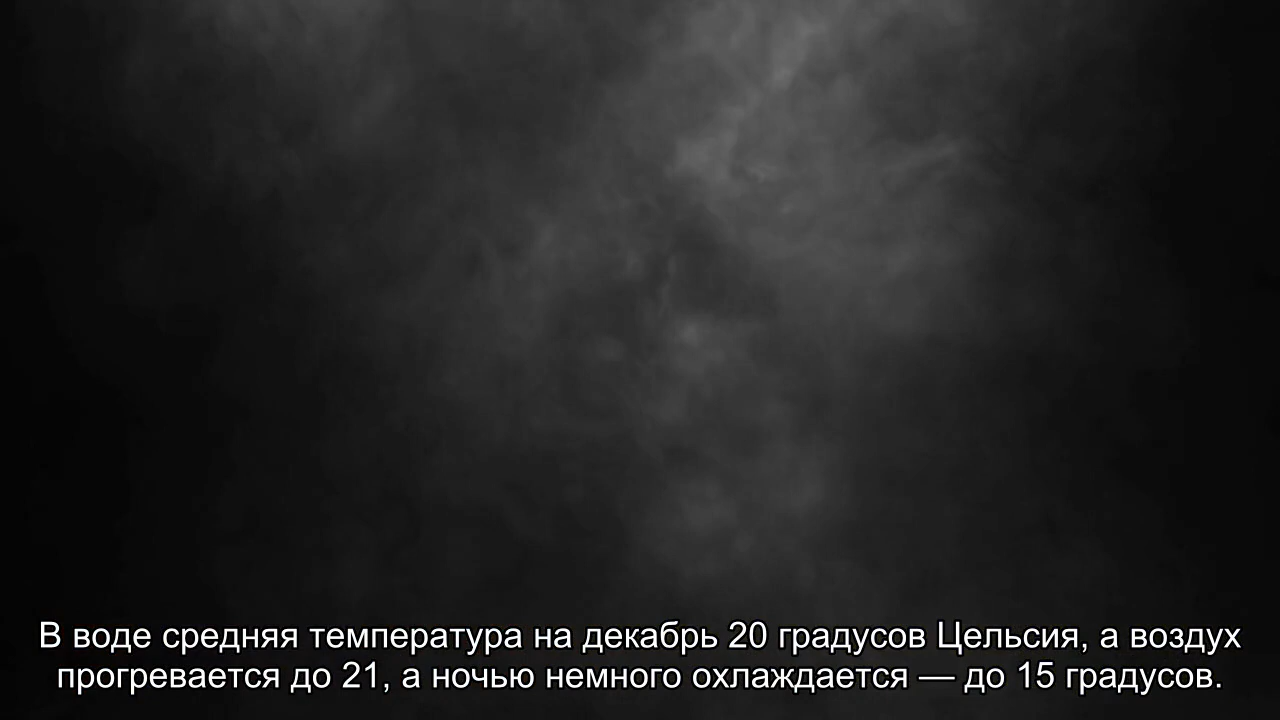 В воде средняя температура на декабрь 20 градусов Цельсия, а воздух
прогревается до 21, а ночью немного охлаждается — до 15 градусов.